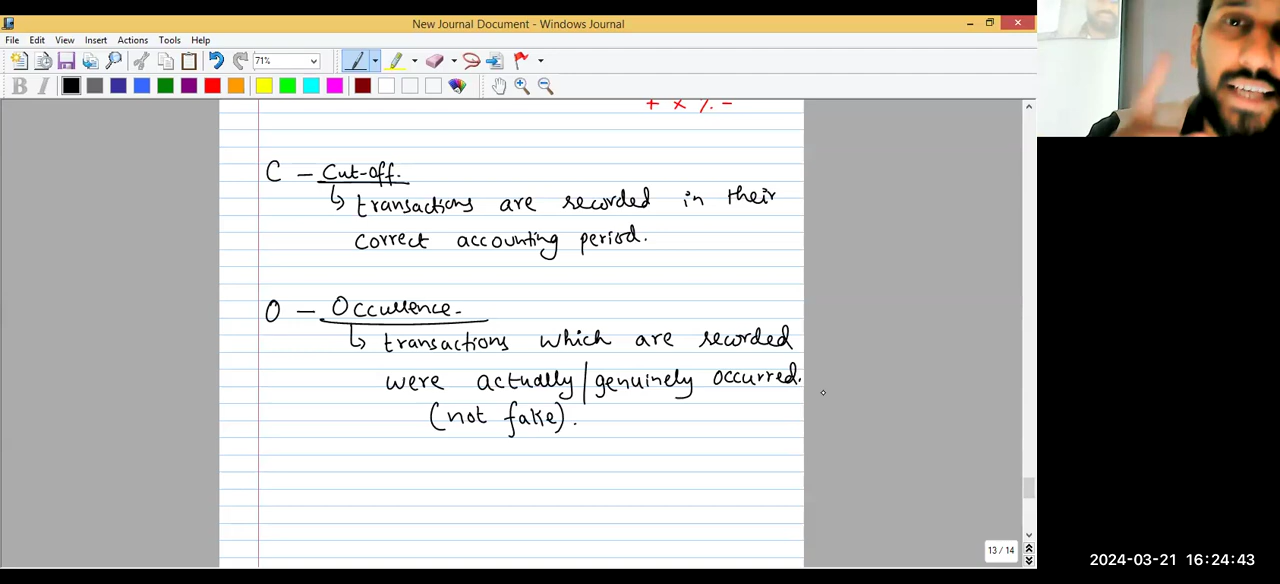 New Journal Document - Windows Journal
File Edit View Insert Actions Tools Help
71%
B I
+ x % -
C - Cut-off.
↳ transactions are recorded in their
correct accounting period.
O - Occurrence.
↳ transactions which are recorded
were actually/genuinely occurred.
(not fake).
13 / 14
2024-03-21 16:24:43